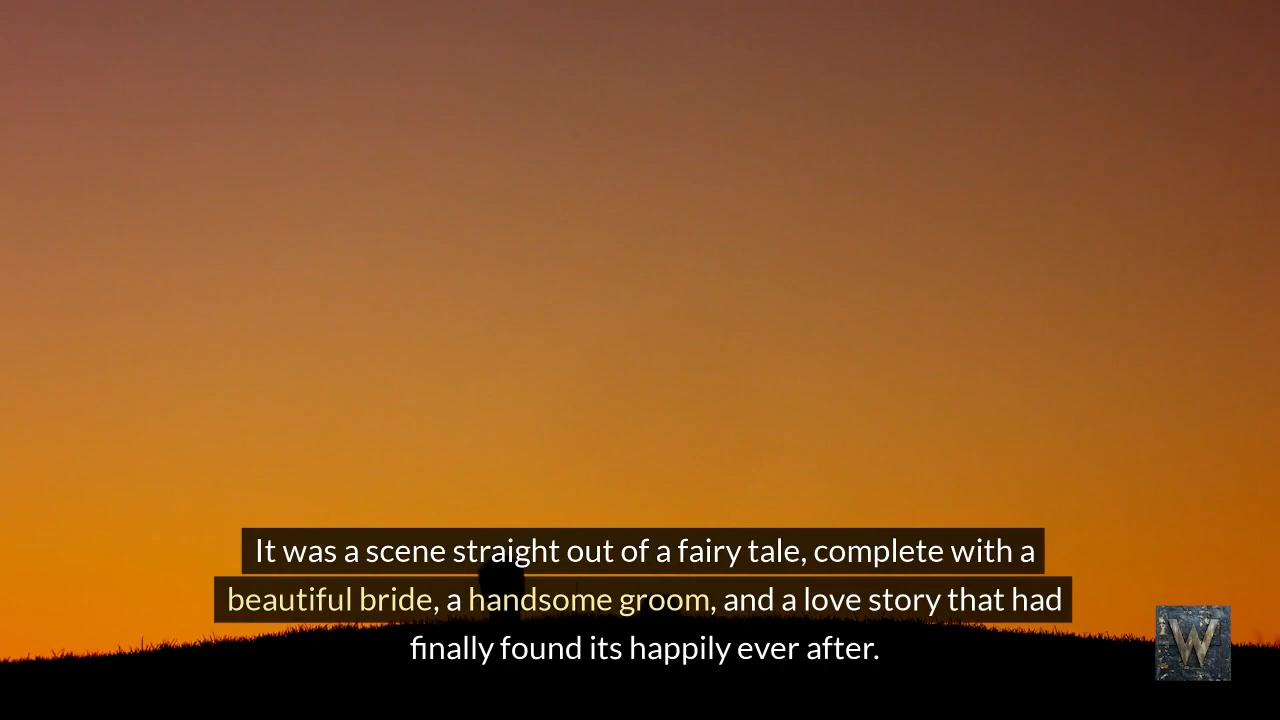 It was a scene straight out of a fairy tale, complete with a
beautiful bride, a handsome groom, and a love story that had
finally found its happily ever after.
W